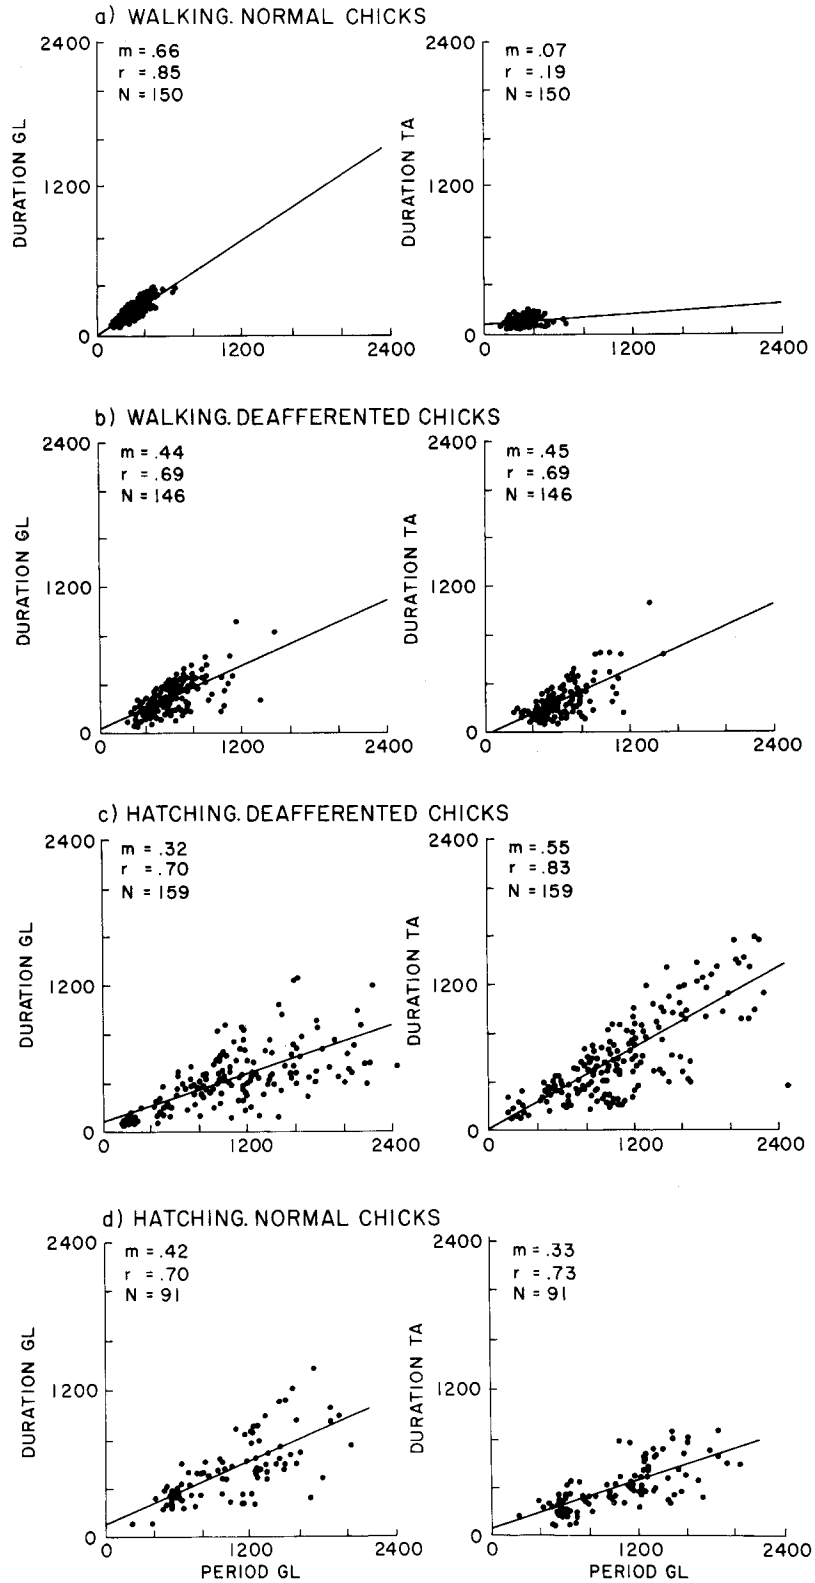 a) WALKING. NORMAL CHICKS
2400
m = .66
r = .85
N = 150
DURATION GL
1200
0
0 1200 2400
2400
m = .07
r = .19
N = 150
DURATION TA
1200
0
0 1200 2400
b) WALKING. DEAFFERENTED CHICKS
2400
m = .44
r = .69
N = 146
DURATION GL
1200
0
0 1200 2400
2400
m = .45
r = .69
N = 146
DURATION TA
1200
0
0 1200 2400
c) HATCHING. DEAFFERENTED CHICKS
2400
m = .32
r = .70
N = 159
DURATION GL
1200
0
0 1200 2400
2400
m = .55
r = .83
N = 159
DURATION TA
1200
0
0 1200 2400
d) HATCHING. NORMAL CHICKS
2400
m = .42
r = .70
N = 91
DURATION GL
1200
0
0 1200 2400
PERIOD GL
2400
m = .33
r = .73
N = 91
DURATION TA
1200
0
0 1200 2400
PERIOD GL